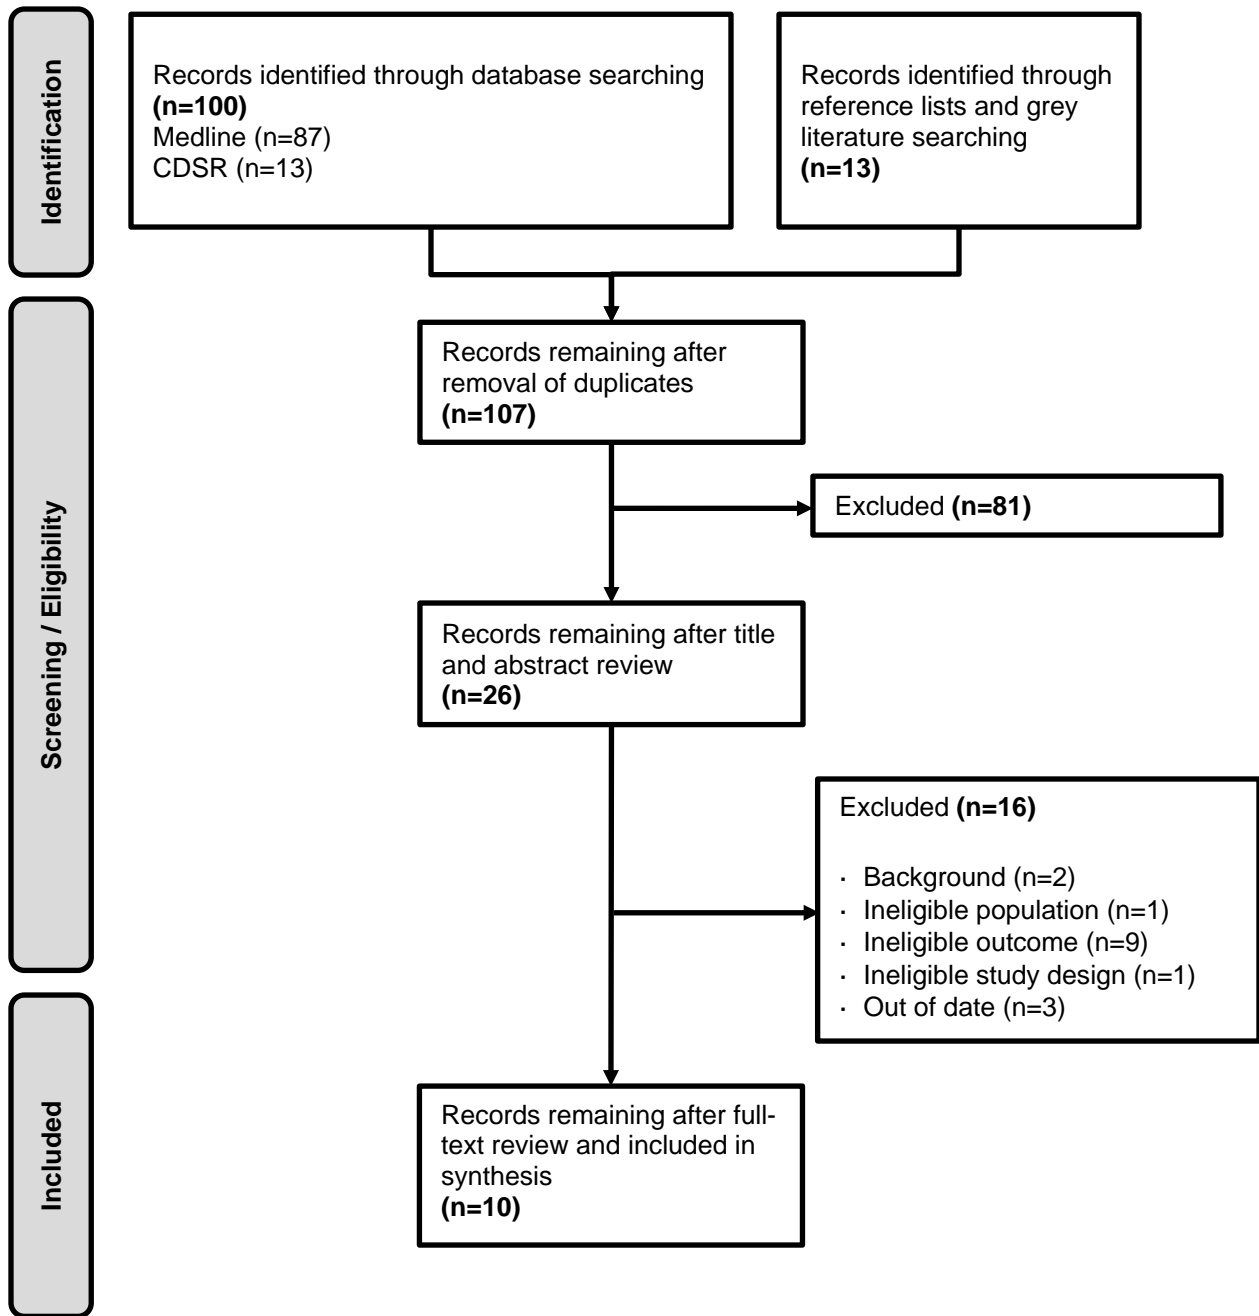 Identification
Records identified through database searching
(n=100)
Medline (n=87)
CDSR (n=13)
Records identified through
reference lists and grey
literature searching
(n=13)
Screening / Eligibility
Records remaining after
removal of duplicates
(n=107)
Excluded (n=81)
Records remaining after title
and abstract review
(n=26)
Excluded (n=16)
· Background (n=2)
· Ineligible population (n=1)
· Ineligible outcome (n=9)
· Ineligible study design (n=1)
· Out of date (n=3)
Included
Records remaining after full-
text review and included in
synthesis
(n=10)